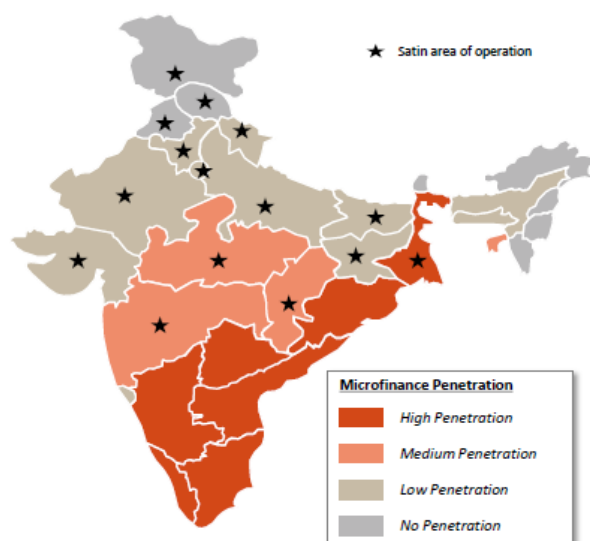 Satin area of operation
Microfinance Penetration
High Penetration
Medium Penetration
Low Penetration
No Penetration